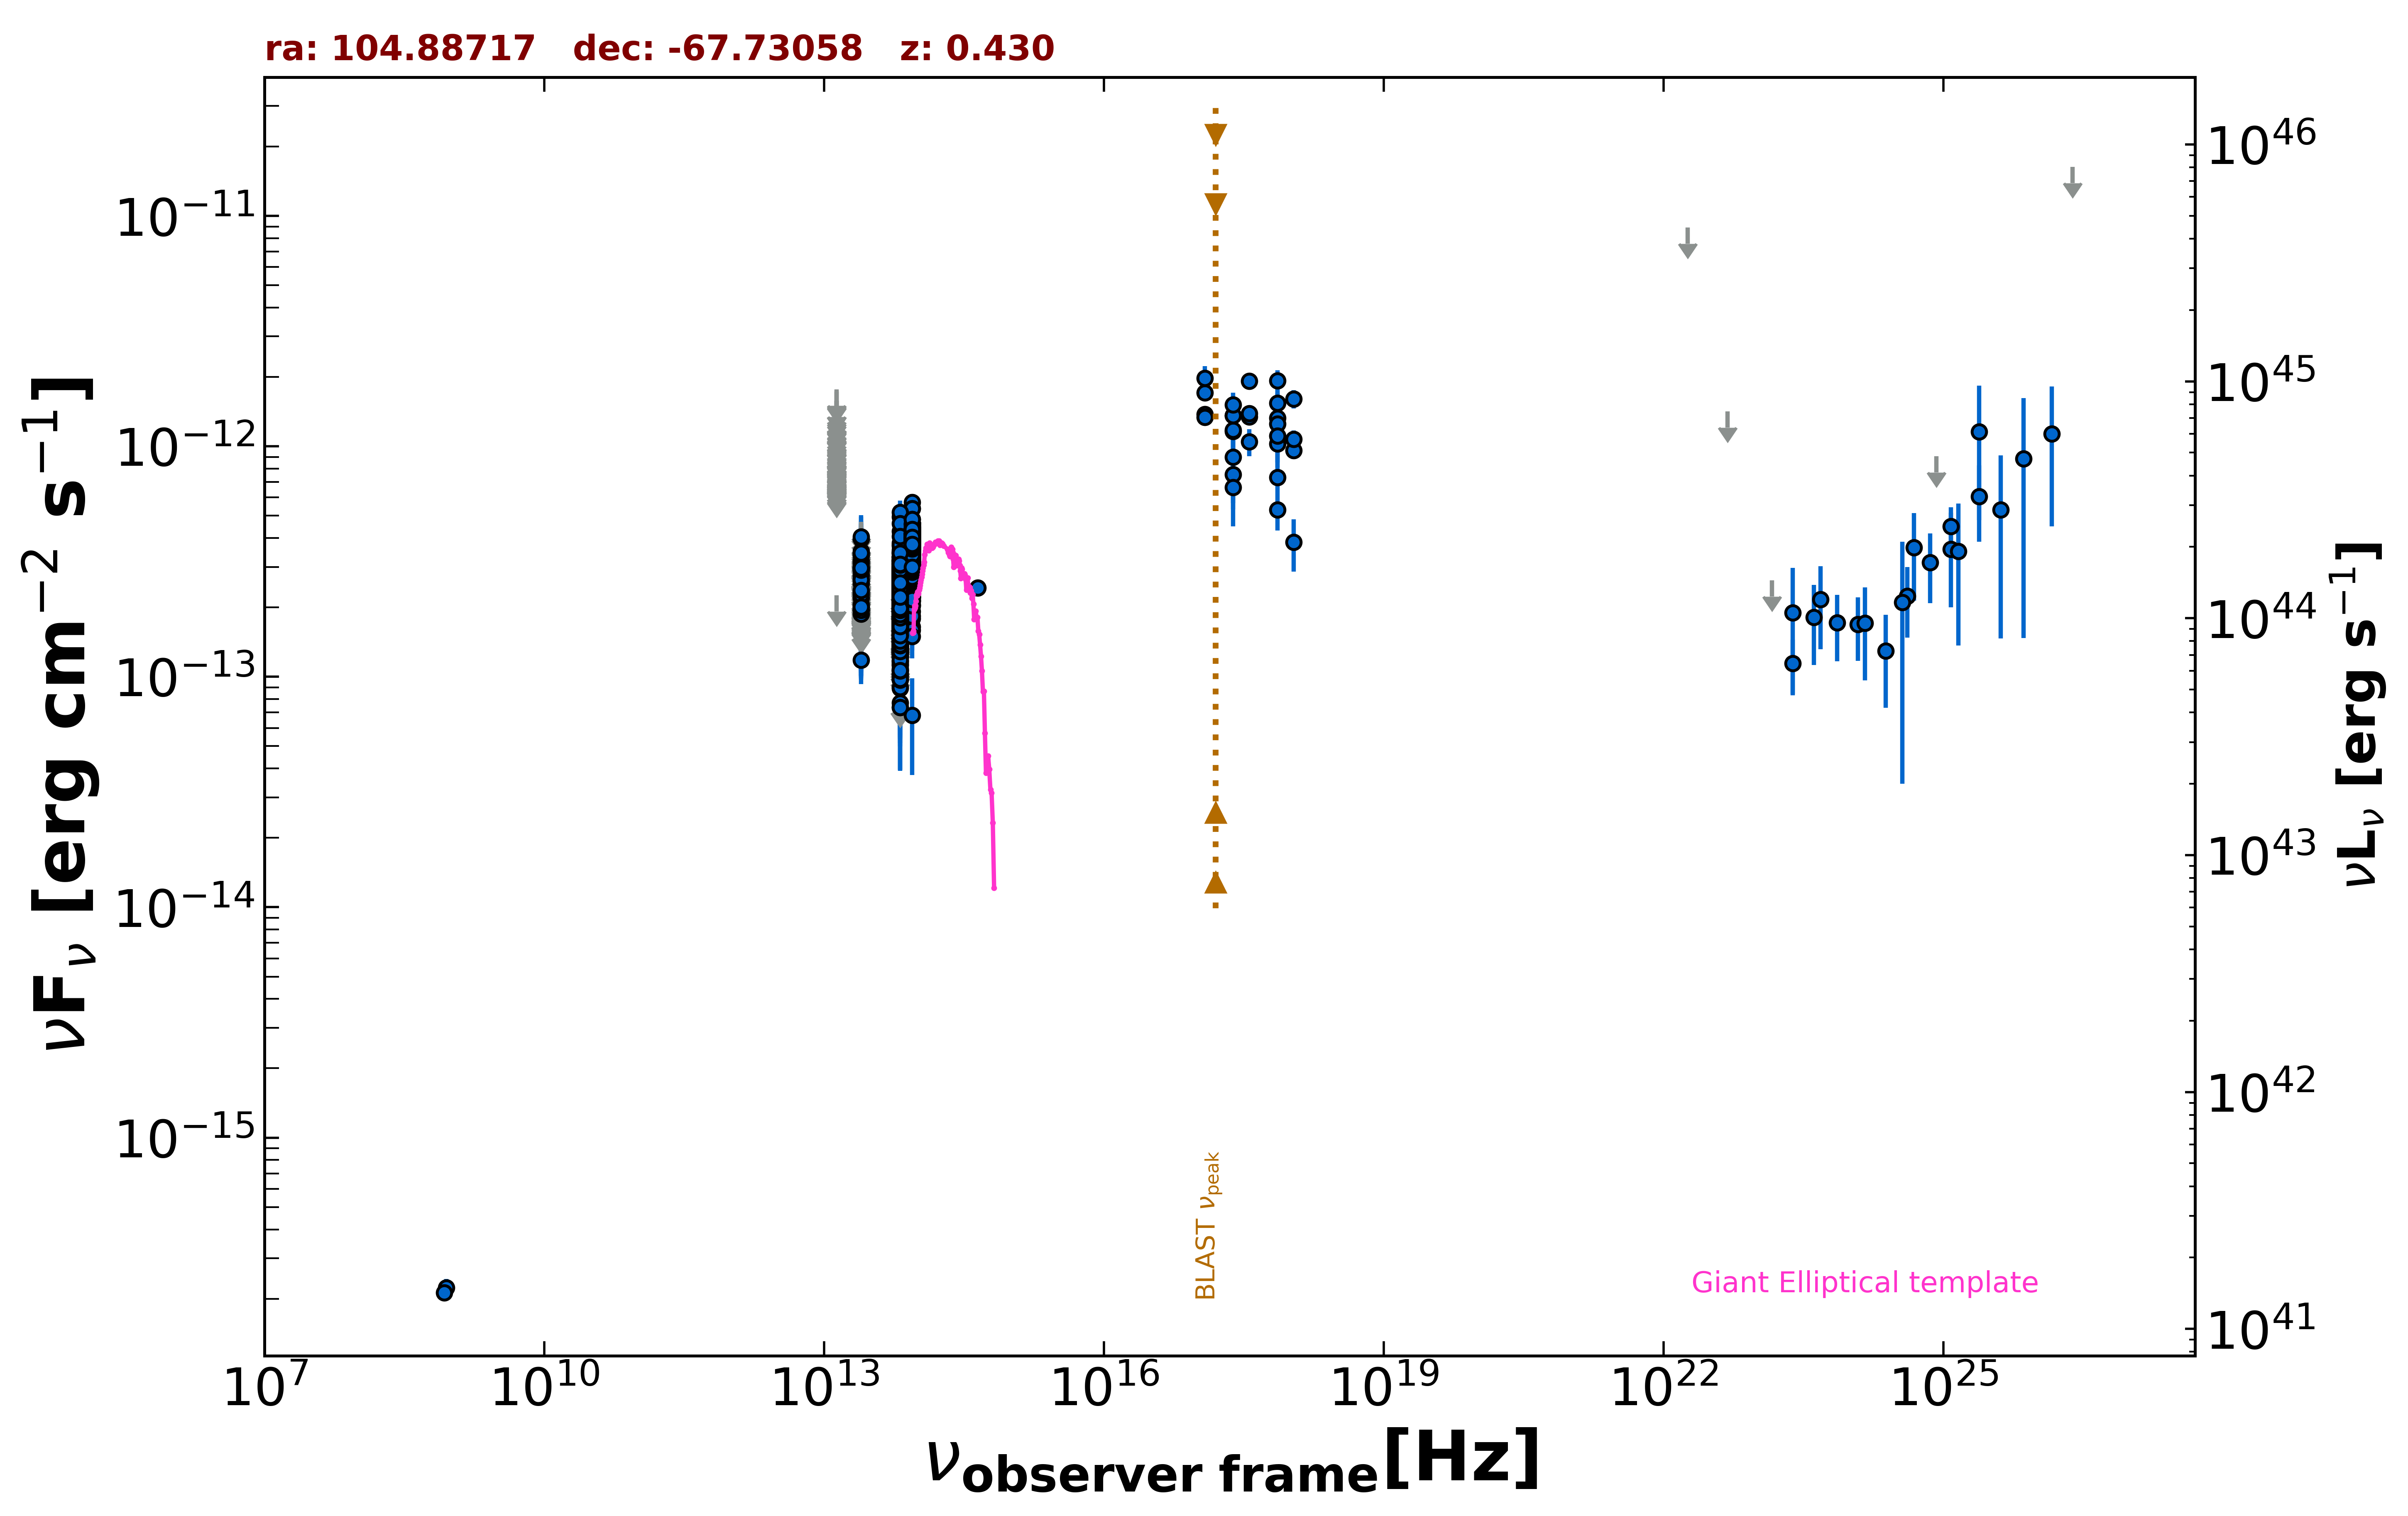 ra: 104.88717 dec: -67.73058 z: 0.430
νFν [erg cm−2 s−1]
10−11
10−12
10−13
10−14
10−15
1046
1045
1044
1043
1042
1041
νLν [erg s−1]
BLAST νpeak
Giant Elliptical template
107 1010 1013 1016 1019 1022 1025
νobserver frame[Hz]